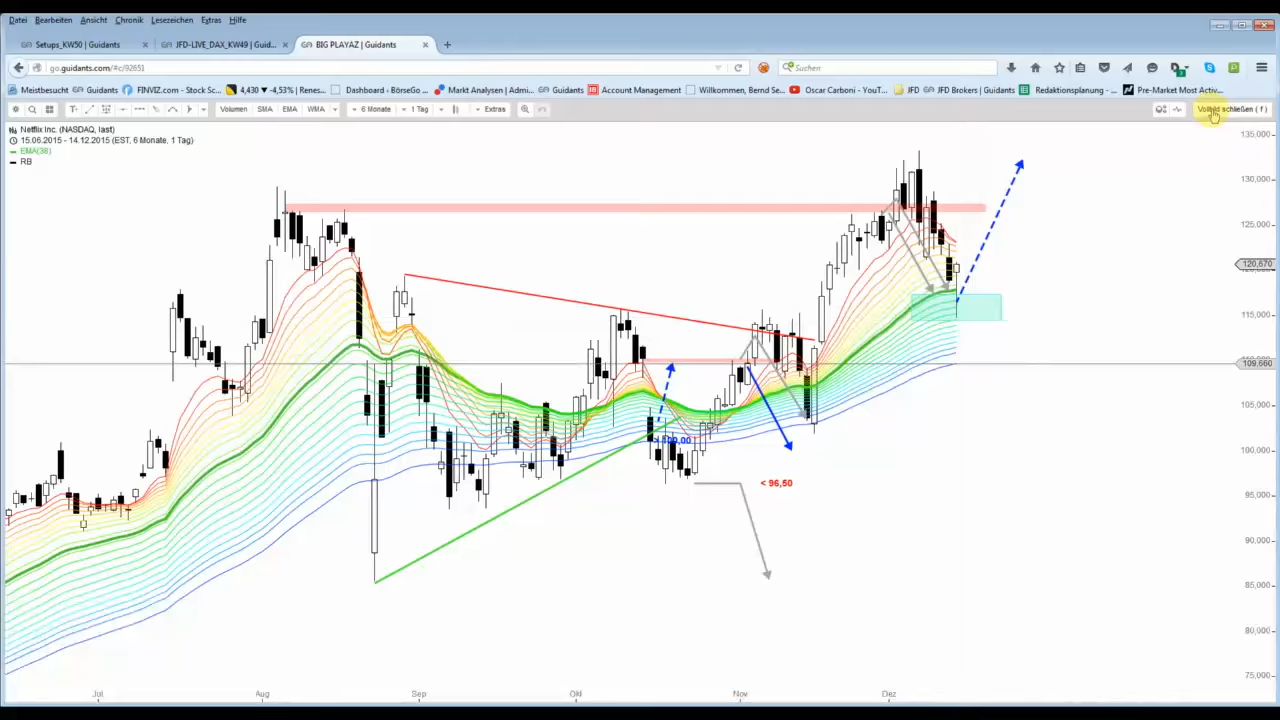 Datei Bearbeiten Ansicht Chronik Lesezeichen Extras Hilfe
Setups_KW50 | Guidants
JFD-LIVE_DAX_KW49 | Guid...
BIG PLAYAZ | Guidants
go.guidants.com/#c/92651
Suchen
Meistbesucht Guidants FINVIZ.com - Stock Sc... 4,430 ▼ -4,53% | Renes... Dashboard - BörseGo ... Markt Analysen | Admi... Guidants Account Management Willkommen, Bernd Se... Oscar Carboni - YouT... JFD JFD Brokers | Guidants Redaktionsplanung - ... Pre-Market Most Activ...
Volumen SMA EMA WMA 6 Monate 1 Tag Extras
Vollbild schließen ( f )
Netflix Inc. (NASDAQ, last)
15.06.2015 - 14.12.2015 (EST, 6 Monate, 1 Tag)
EMA(38)
RB
135,000
130,000
125,000
120,670
115,000
109,660
105,000
100,000
95,000
90,000
85,000
80,000
75,000
> 100,00
< 96,50
Jul Aug Sep Okt Nov Dez